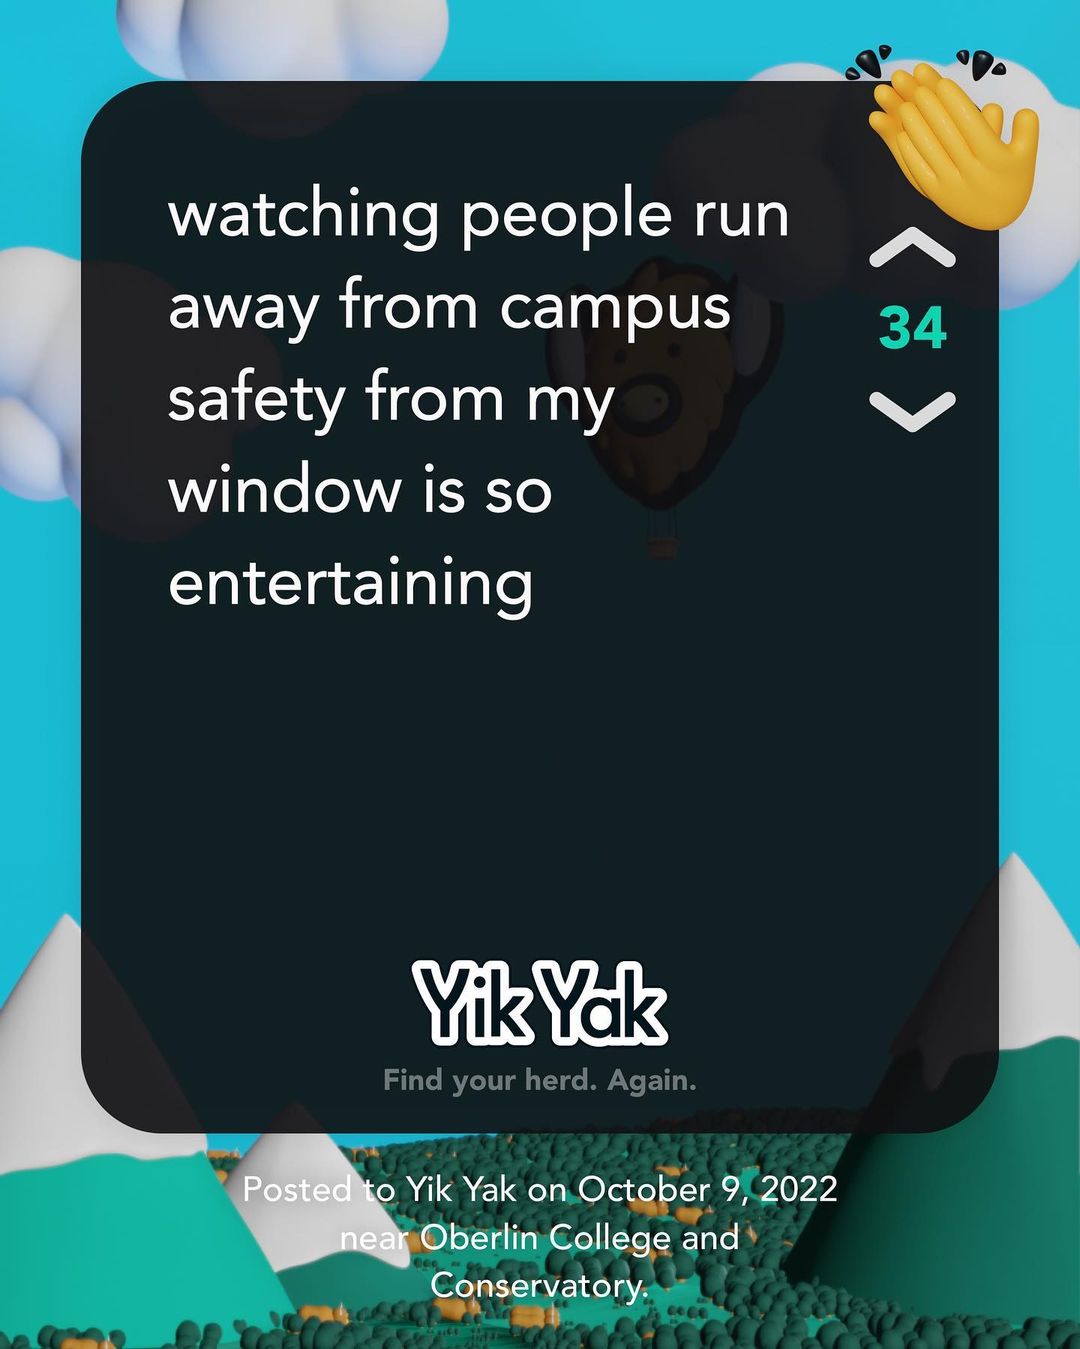 watching people run
away from campus
safety from my
window is so
entertaining
34
Yik Yak
Find your herd. Again.
Posted to Yik Yak on October 9, 2022
near Oberlin College and
Conservatory.